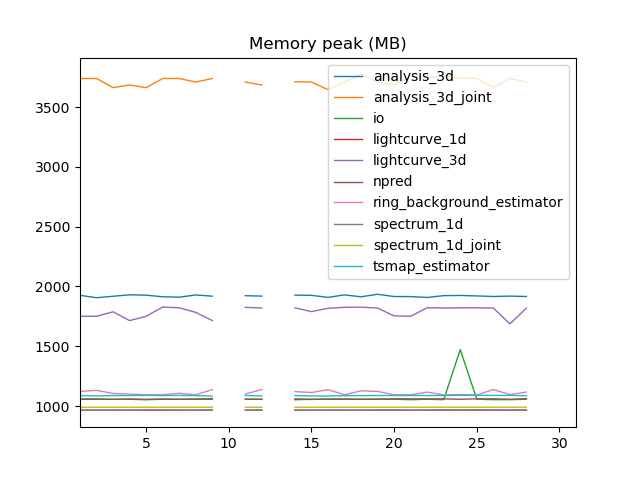 Memory peak (MB)
analysis_3d
analysis_3d_joint
io
lightcurve_1d
lightcurve_3d
npred
ring_background_estimator
spectrum_1d
spectrum_1d_joint
tsmap_estimator
3500
3000
2500
2000
1500
1000
5 10 15 20 25 30